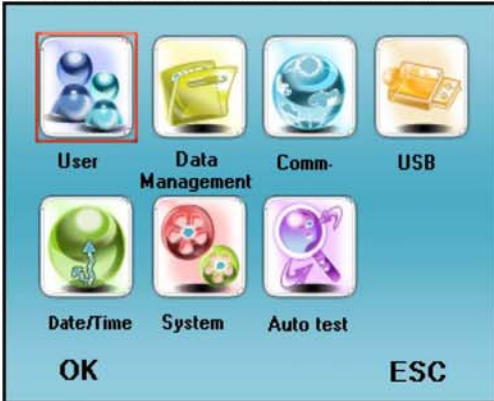 User
Data
Management
Comm.
USB
Date/Time
System
Auto test
OK
ESC